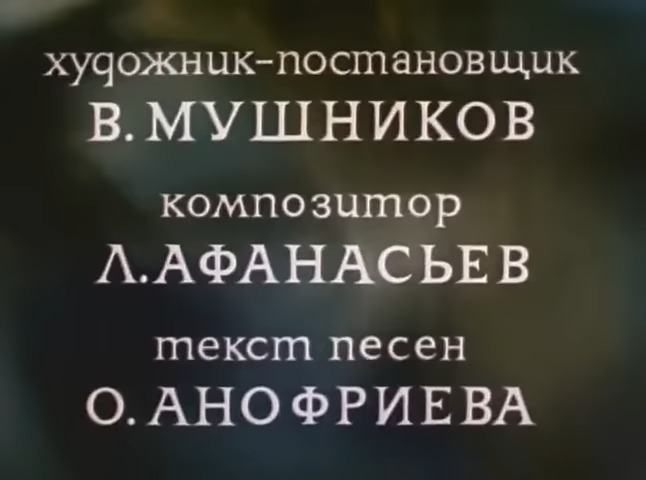 художник-постановщик
В. МУШНИКОВ
композитор
Л. АФАНАСЬЕВ
текст песен
О. АНОФРИЕВА